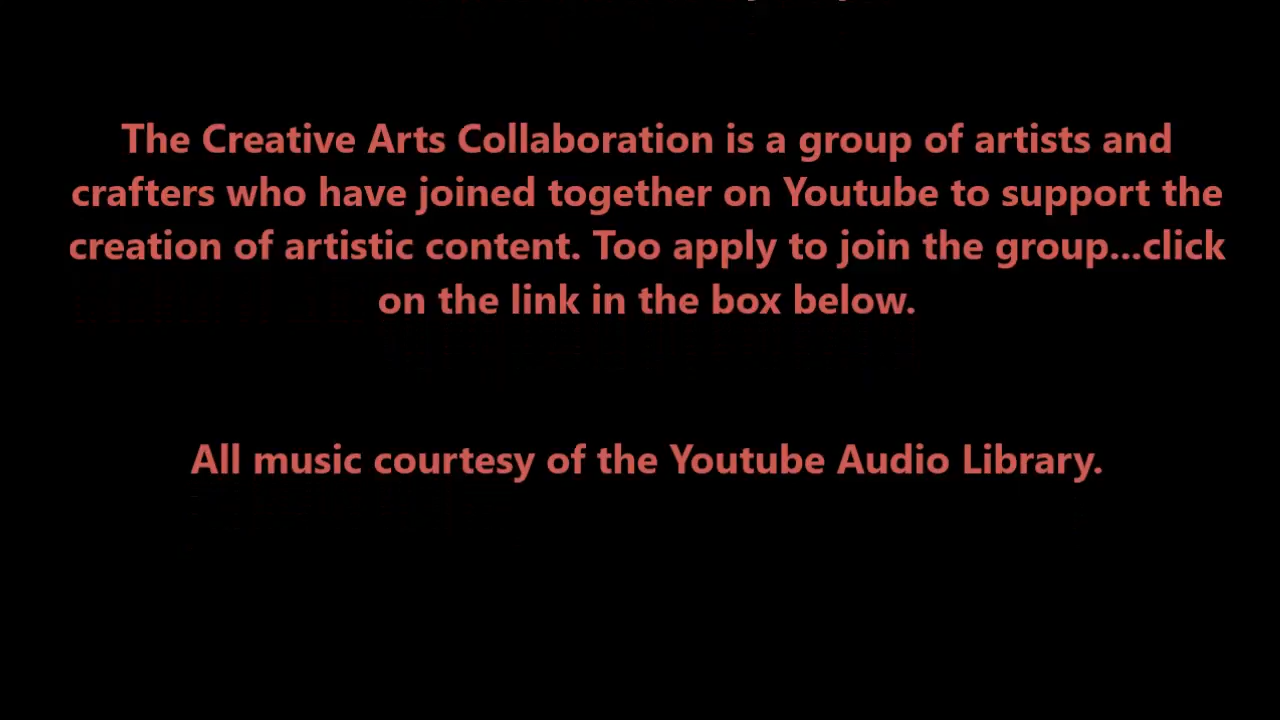 The Creative Arts Collaboration is a group of artists and
crafters who have joined together on Youtube to support the
creation of artistic content. Too apply to join the group...click
on the link in the box below.
All music courtesy of the Youtube Audio Library.